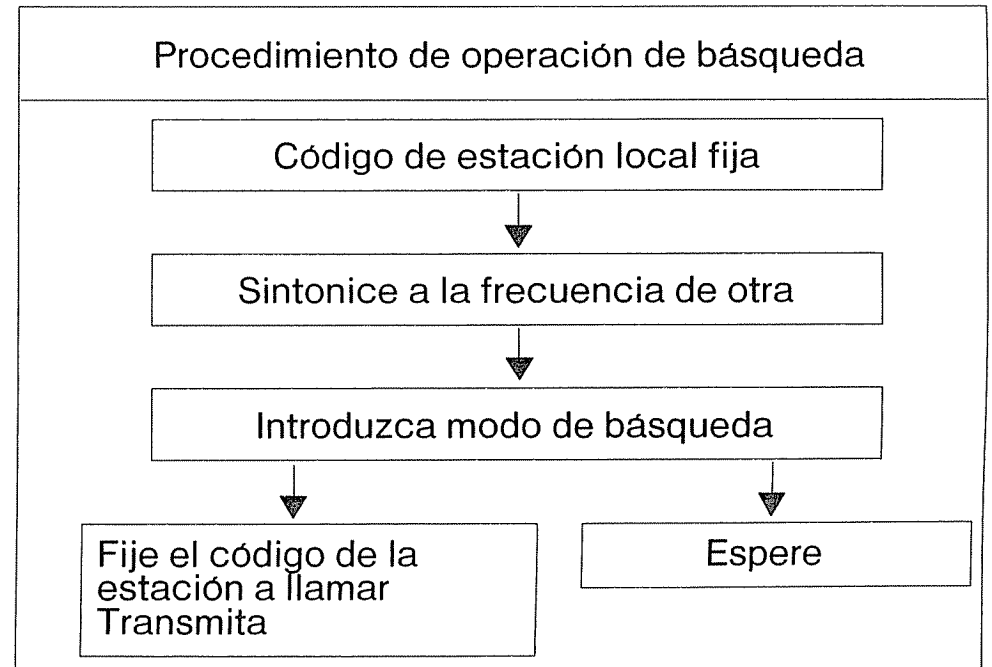 Procedimiento de operación de básqueda
Código de estación local fija
Sintonice a la frecuencia de otra
Introduzca modo de básqueda
Fije el código de la
estación a llamar
Transmita
Espere